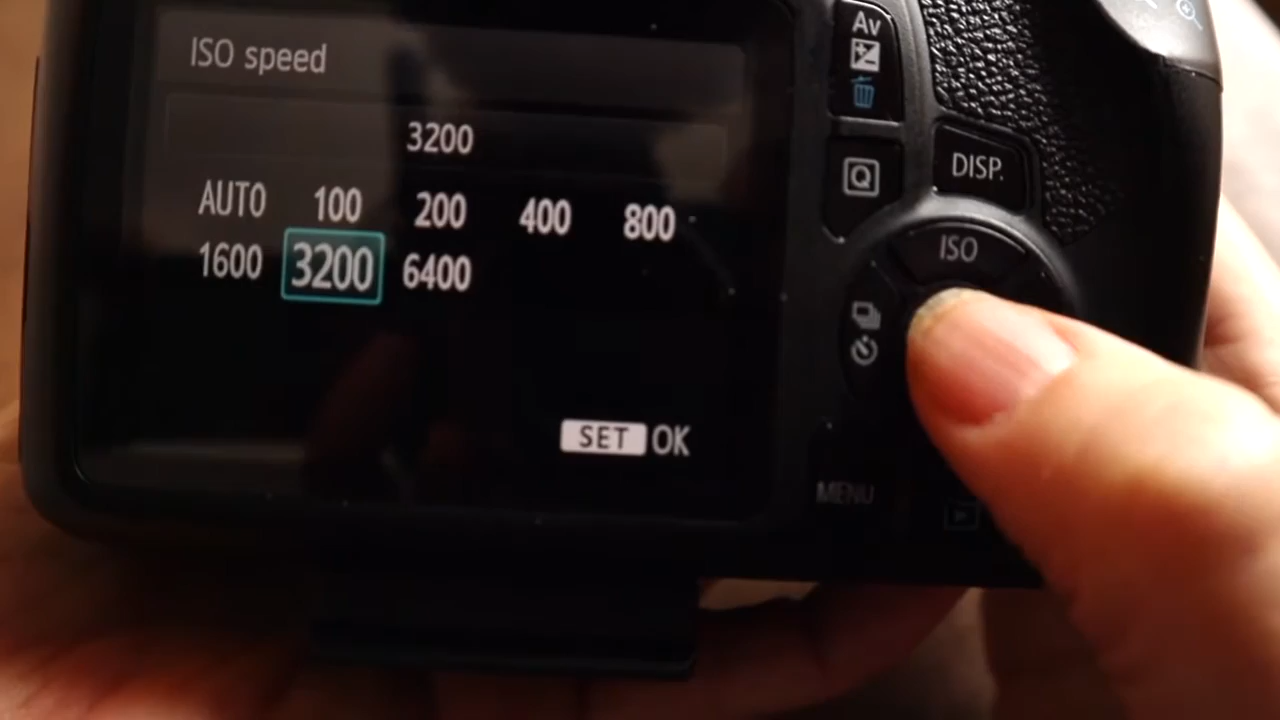 ISO speed
3200
AUTO 100 200 400 800
1600 3200 6400
SET OK
Av
Q
DISP.
ISO
MENU